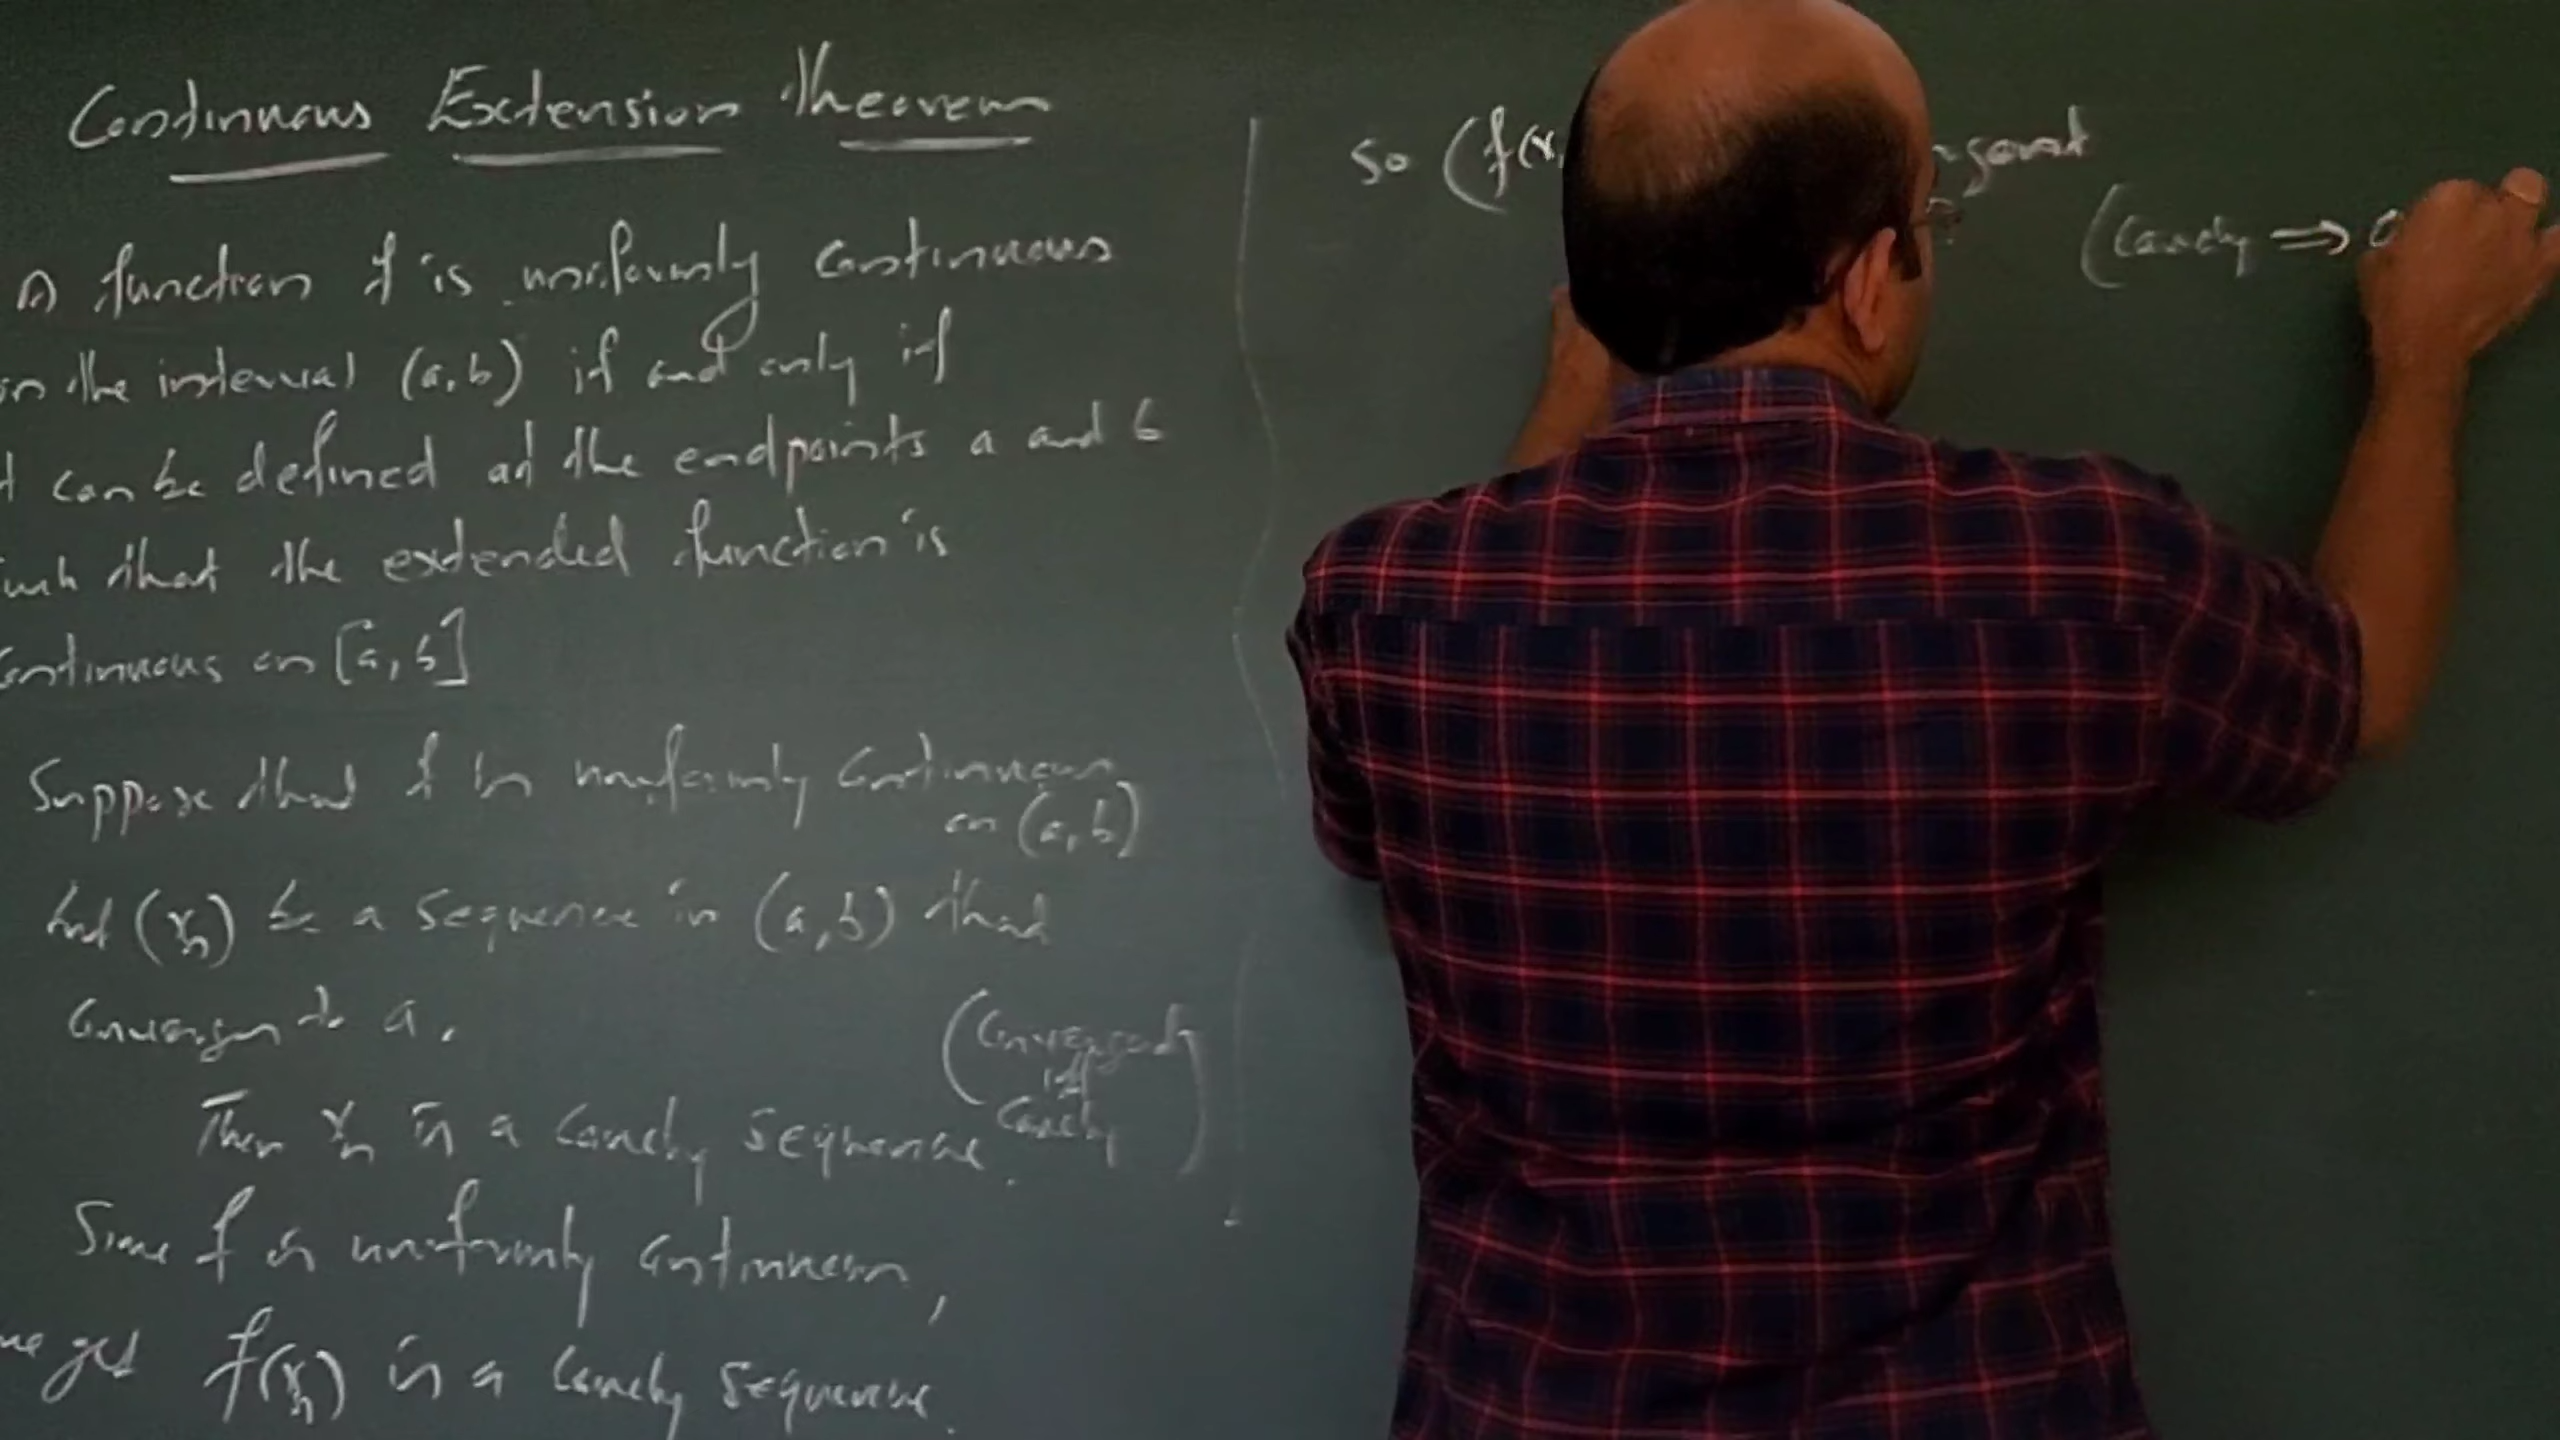 Continuous Extension Theorem
A function f is uniformly continuous
on the interval (a,b) if and only if
it can be defined at the endpoints a and b
such that the extended function is
Continuous on [a,b]
Suppose that f is uniformly Continuous
on (a,b)
Let (xₙ) be a sequence in (a,b) that
Converges to a.
(Convergent
iff
Cauchy)
Then xₙ is a Cauchy sequence.
Since f is uniformly Continuous,
we get f(xₙ) is a Cauchy sequence.
So (f(x
(Cauchy ⇒